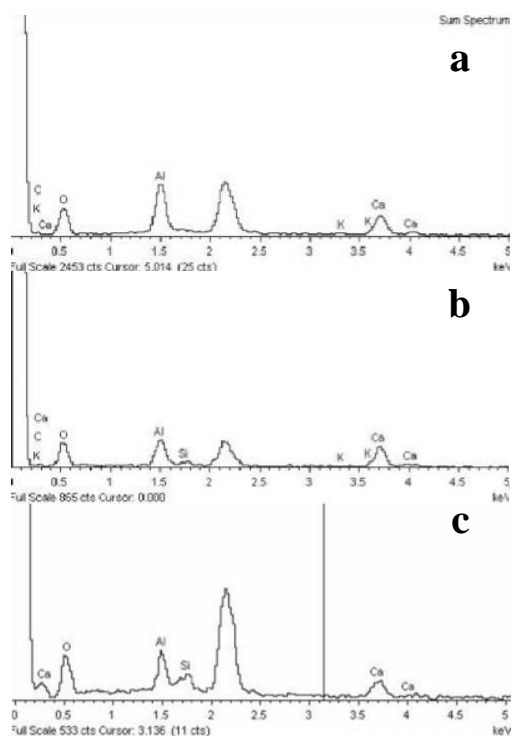 Sum Spectrum
a
Al
C
O
K
Ca
Ca
K
K
Ca
0.5 1 1.5 2 2.5 3 3.5 4 4.5 5
Full Scale 2453 cts Cursor: 5.014 (25 cts) keV
b
Ca
C
O
Al
Ca
K
Si
K
K
Ca
0.5 1 1.5 2 2.5 3 3.5 4 4.5 5
Full Scale 855 cts Cursor: 0.000 keV
c
O
Al
Si
Ca
Ca
Ca
0 0.5 1 1.5 2 2.5 3 3.5 4 4.5 5
Full Scale 533 cts Cursor: 3.136 (11 cts) keV